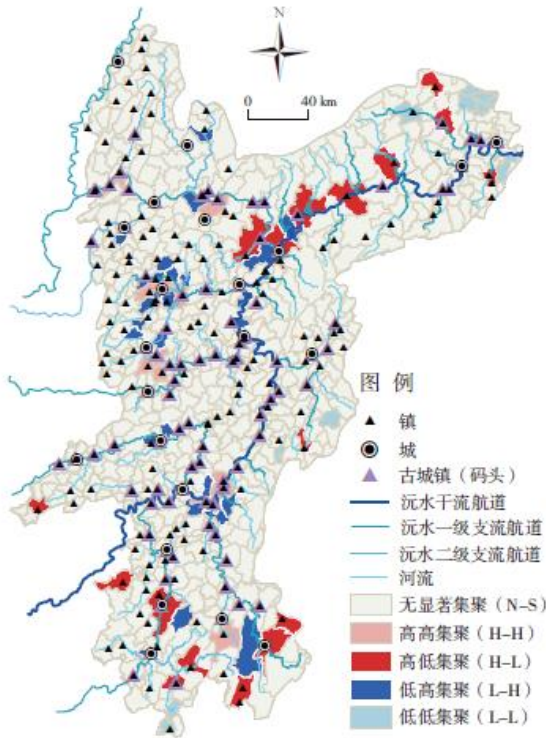 N
0 40 km
图 例
镇
城
古城镇（码头）
沅水干流航道
沅水一级支流航道
沅水二级支流航道
河流
无显著集聚（N–S）
高高集聚（H–H）
高低集聚（H–L）
低高集聚（L–H）
低低集聚（L–L）